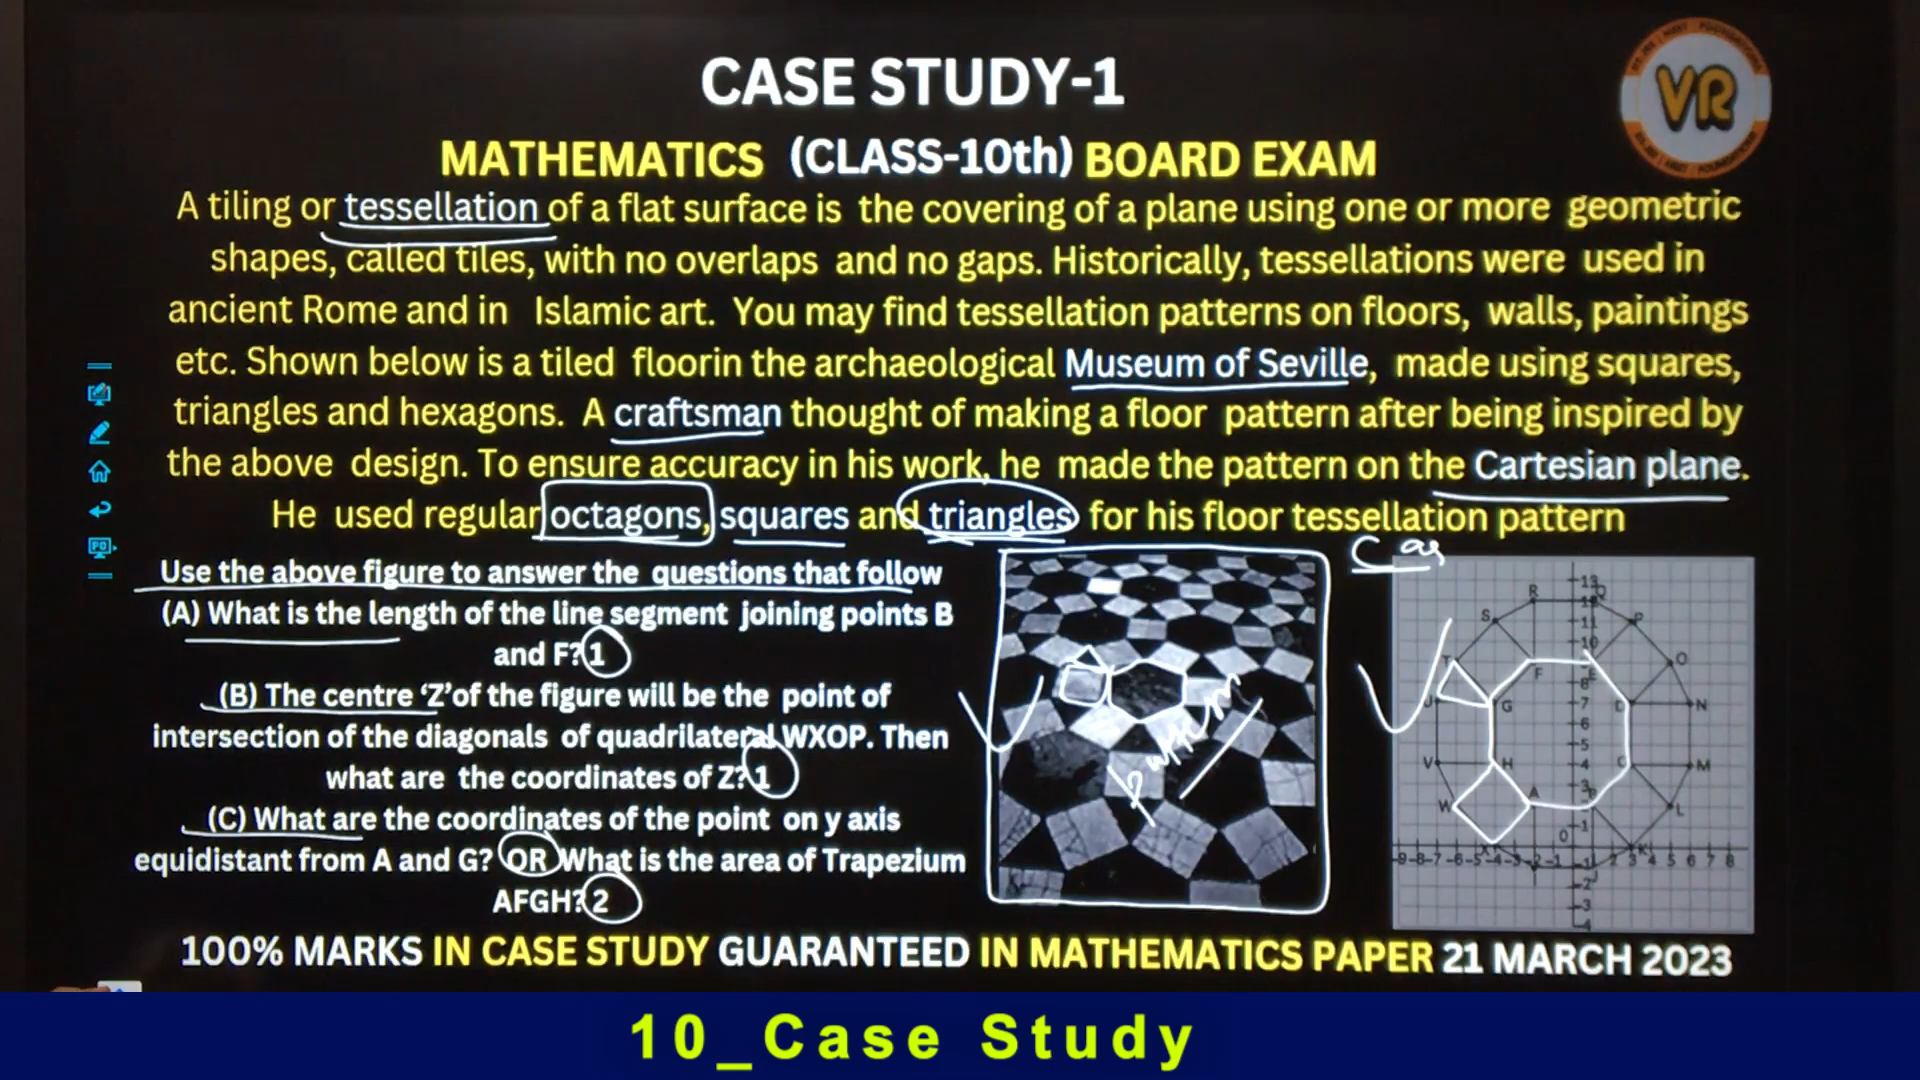 CASE STUDY-1
VR
MATHEMATICS (CLASS-10th) BOARD EXAM
A tiling or tessellation of a flat surface is the covering of a plane using one or more geometric
shapes, called tiles, with no overlaps and no gaps. Historically, tessellations were used in
ancient Rome and in Islamic art. You may find tessellation patterns on floors, walls, paintings
etc. Shown below is a tiled floorin the archaeological Museum of Seville, made using squares,
triangles and hexagons. A craftsman thought of making a floor pattern after being inspired by
the above design. To ensure accuracy in his work, he made the pattern on the Cartesian plane.
He used regular octagons, squares and triangles for his floor tessellation pattern
Use the above figure to answer the questions that follow
(A) What is the length of the line segment joining points B
and F? 1
(B) The centre ‘Z’of the figure will be the point of
intersection of the diagonals of quadrilateral WXOP. Then
what are the coordinates of Z? 1
(C) What are the coordinates of the point on y axis
equidistant from A and G? OR What is the area of Trapezium
AFGH? 2
100% MARKS IN CASE STUDY GUARANTEED IN MATHEMATICS PAPER 21 MARCH 2023
10_Case Study